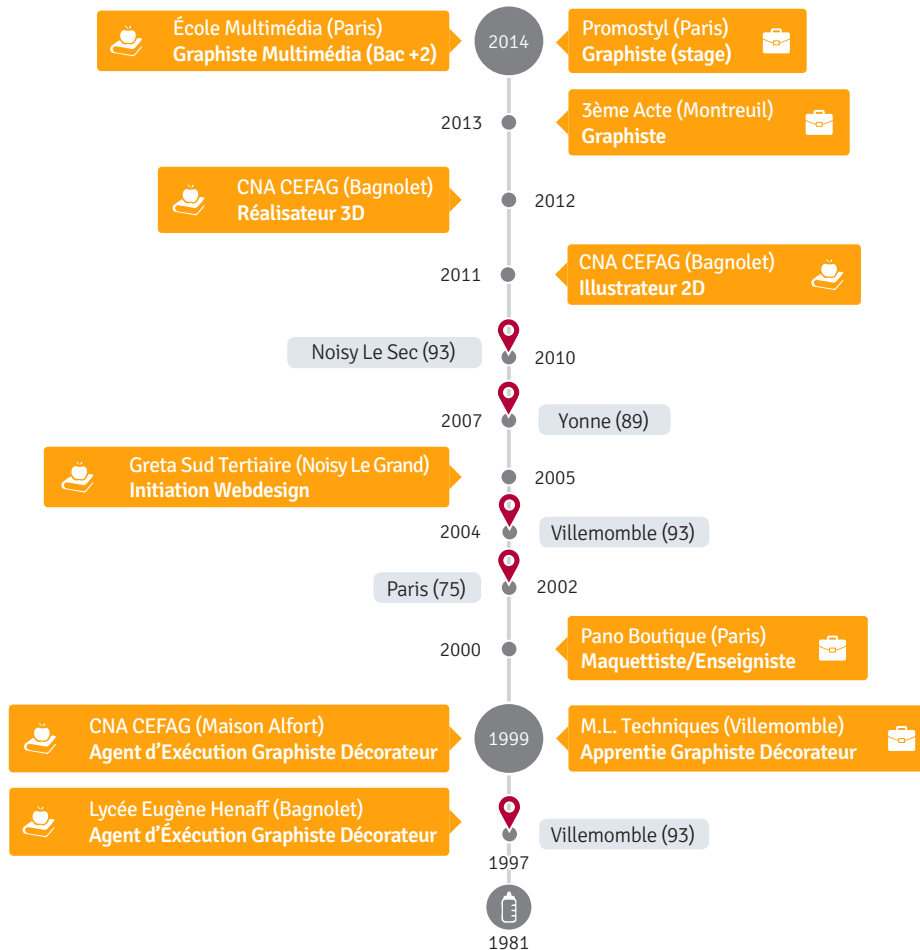 École Multimédia (Paris)
Graphiste Multimédia (Bac +2)
2014
Promostyl (Paris)
Graphiste (stage)
2013
3ème Acte (Montreuil)
Graphiste
CNA CEFAG (Bagnolet)
Réalisateur 3D
2012
2011
CNA CEFAG (Bagnolet)
Illustrateur 2D
Noisy Le Sec (93)
2010
2007
Yonne (89)
Greta Sud Tertiaire (Noisy Le Grand)
Initiation Webdesign
2005
2004
Villemomble (93)
Paris (75)
2002
2000
Pano Boutique (Paris)
Maquettiste/Enseigniste
CNA CEFAG (Maison Alfort)
Agent d’Exécution Graphiste Décorateur
1999
M.L. Techniques (Villemomble)
Apprentie Graphiste Décorateur
Lycée Eugène Henaff (Bagnolet)
Agent d’Éxécution Graphiste Décorateur
Villemomble (93)
1997
1981